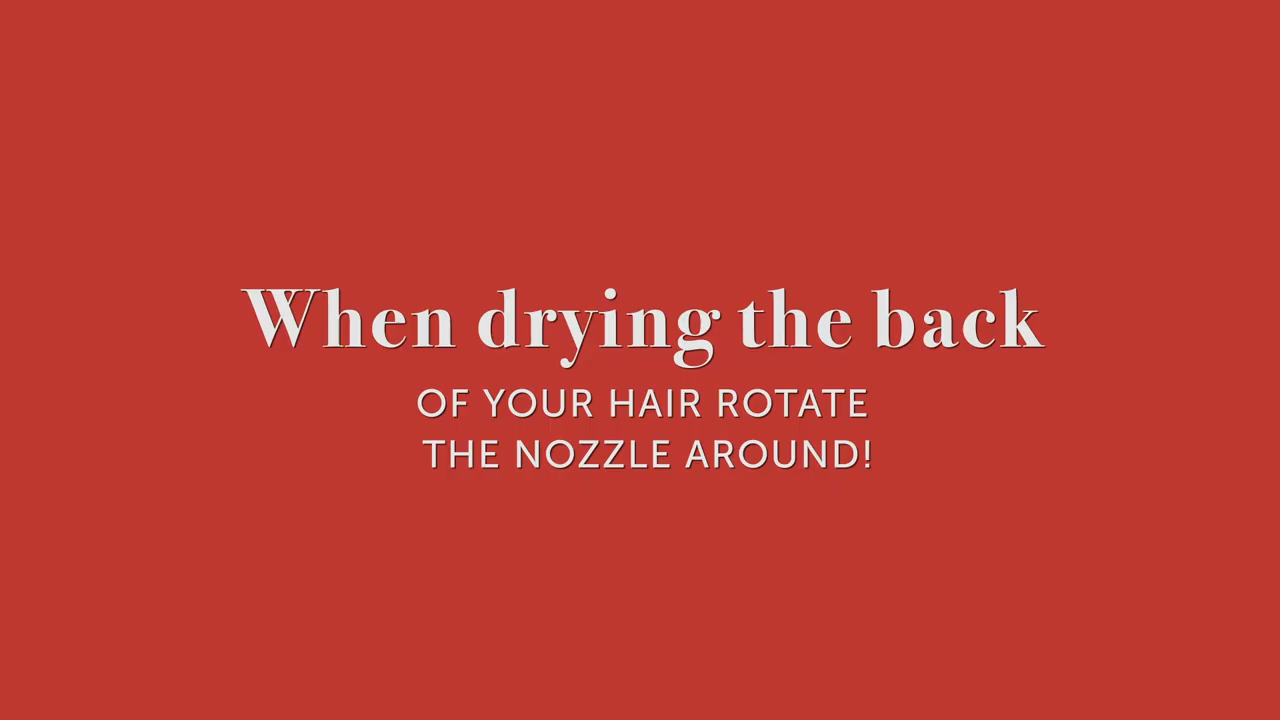 When drying the back
OF YOUR HAIR ROTATE
THE NOZZLE AROUND!